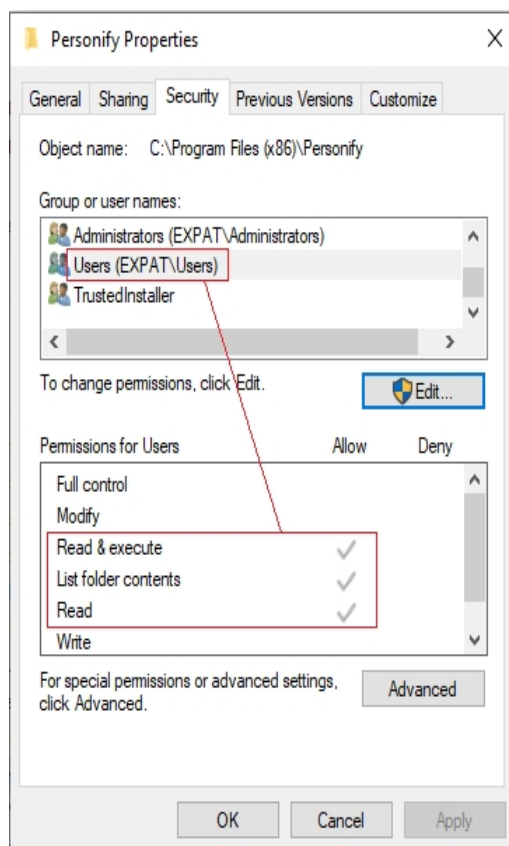 Personify Properties
General Sharing Security Previous Versions Customize
Object name: C:\Program Files (x86)\Personify
Group or user names:
Administrators (EXPAT\Administrators)
Users (EXPAT\Users)
TrustedInstaller
To change permissions, click Edit.
Edit...
Permissions for Users Allow Deny
Full control
Modify
Read & execute
List folder contents
Read
Write
For special permissions or advanced settings,
click Advanced.
Advanced
OK Cancel Apply